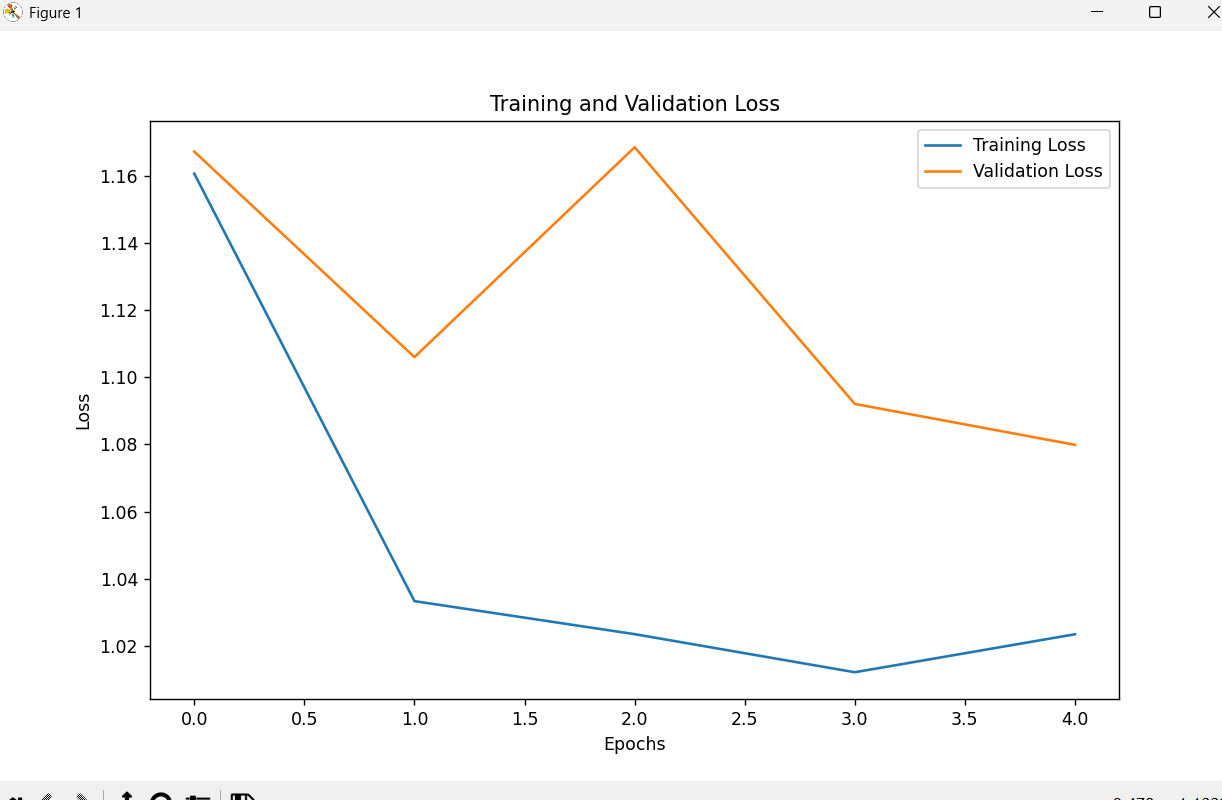 Figure 1
Training and Validation Loss
Training Loss
Validation Loss
1.16
1.14
1.12
1.10
1.08
1.06
1.04
1.02
Loss
0.0 0.5 1.0 1.5 2.0 2.5 3.0 3.5 4.0
Epochs